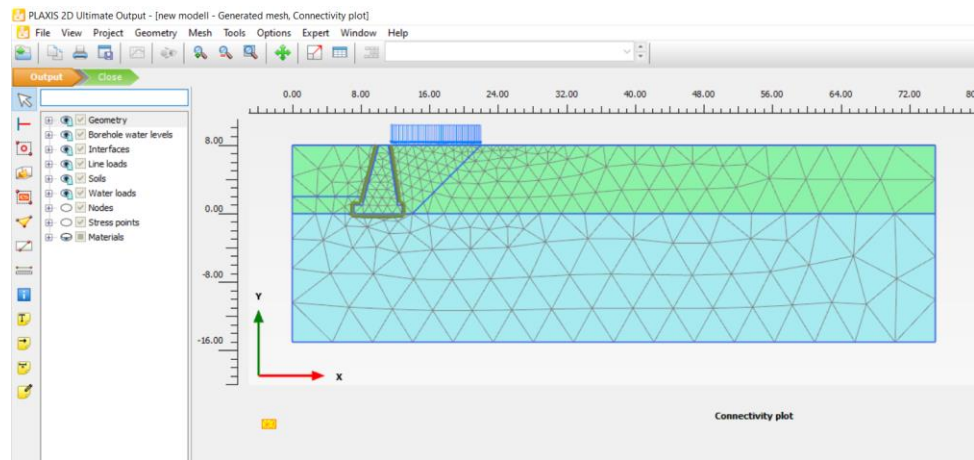 PLAXIS 2D Ultimate Output - [new modell - Generated mesh, Connectivity plot]
File View Project Geometry Mesh Tools Options Expert Window Help
Output Close
0.00 8.00 16.00 24.00 32.00 40.00 48.00 56.00 64.00 72.00 80
Geometry
Borehole water levels
Interfaces
Line loads
Soils
Water loads
Nodes
Stress points
Materials
8.00
0.00
-8.00
-16.00
Y
X
Connectivity plot